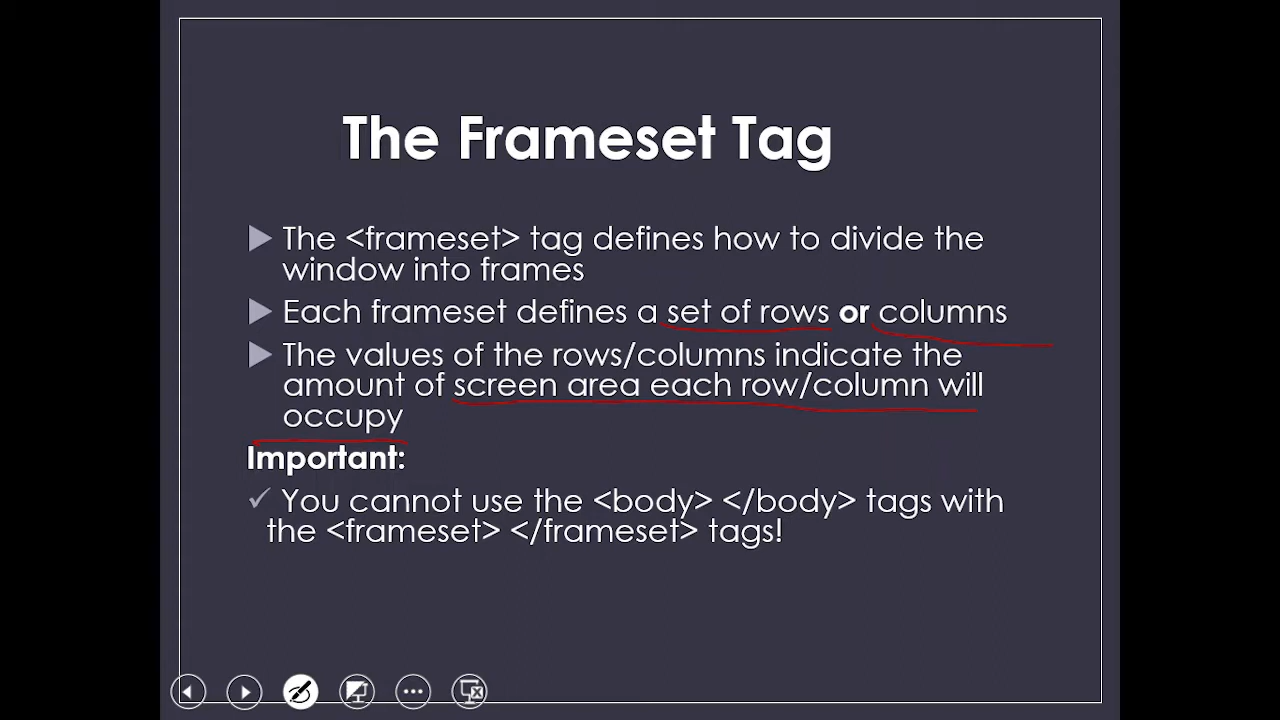 The Frameset Tag
The <frameset> tag defines how to divide the
window into frames
Each frameset defines a set of rows or columns
The values of the rows/columns indicate the
amount of screen area each row/column will
occupy
Important:
You cannot use the <body> </body> tags with
the <frameset> </frameset> tags!